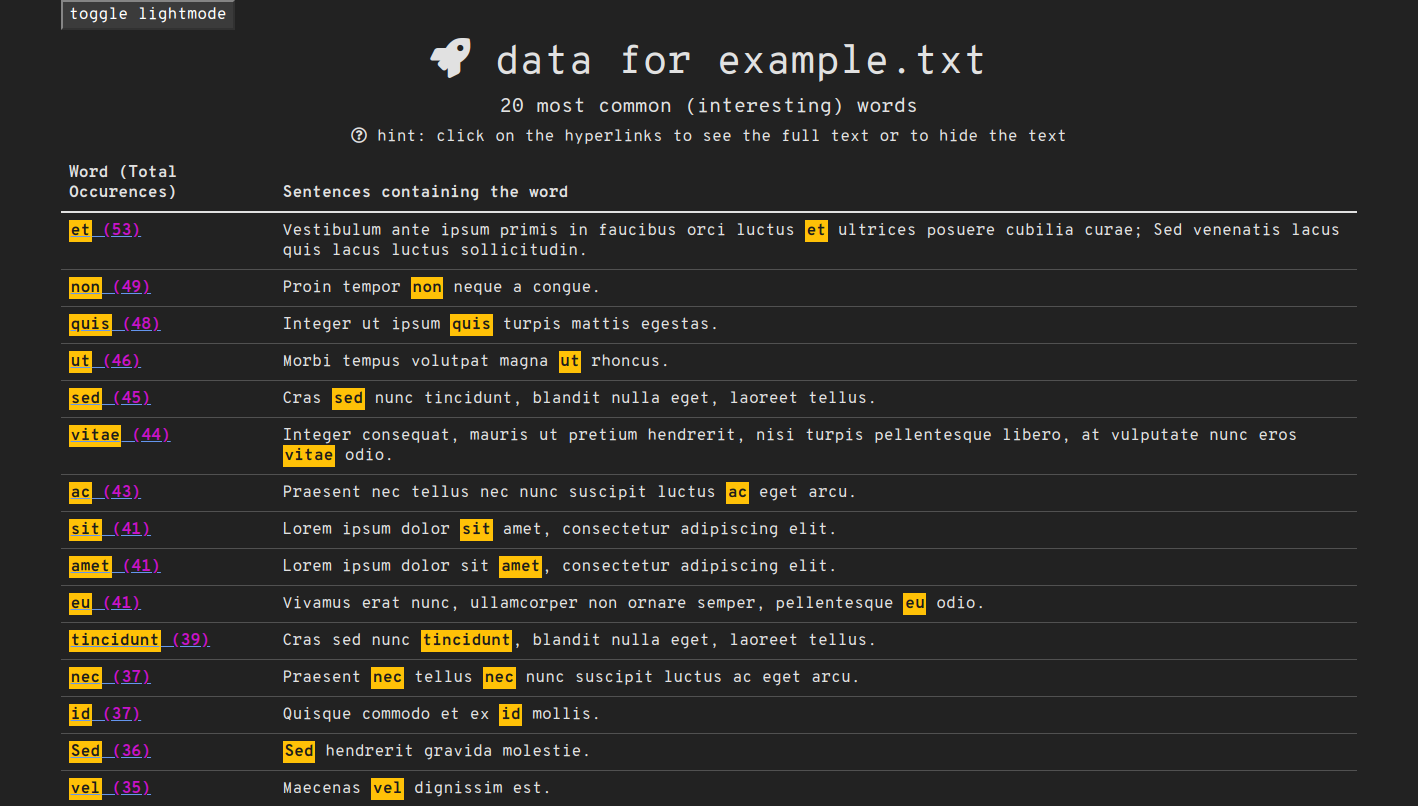 toggle lightmode
data for example.txt
20 most common (interesting) words
hint: click on the hyperlinks to see the full text or to hide the text
Word (Total
Occurences)
Sentences containing the word
et (53)
Vestibulum ante ipsum primis in faucibus orci luctus et ultrices posuere cubilia curae; Sed venenatis lacus
quis lacus luctus sollicitudin.
non (49)
Proin tempor non neque a congue.
quis (48)
Integer ut ipsum quis turpis mattis egestas.
ut (46)
Morbi tempus volutpat magna ut rhoncus.
sed (45)
Cras sed nunc tincidunt, blandit nulla eget, laoreet tellus.
vitae (44)
Integer consequat, mauris ut pretium hendrerit, nisi turpis pellentesque libero, at vulputate nunc eros
vitae odio.
ac (43)
Praesent nec tellus nec nunc suscipit luctus ac eget arcu.
sit (41)
Lorem ipsum dolor sit amet, consectetur adipiscing elit.
amet (41)
Lorem ipsum dolor sit amet, consectetur adipiscing elit.
eu (41)
Vivamus erat nunc, ullamcorper non ornare semper, pellentesque eu odio.
tincidunt (39)
Cras sed nunc tincidunt, blandit nulla eget, laoreet tellus.
nec (37)
Praesent nec tellus nec nunc suscipit luctus ac eget arcu.
id (37)
Quisque commodo et ex id mollis.
Sed (36)
Sed hendrerit gravida molestie.
vel (35)
Maecenas vel dignissim est.